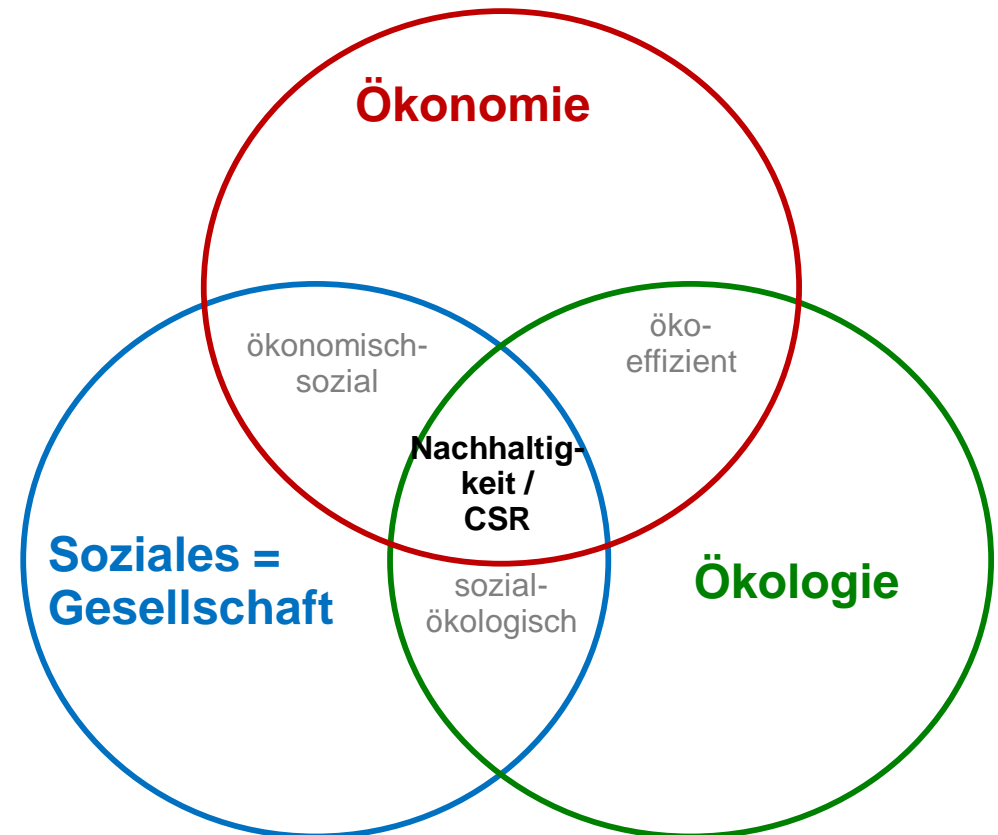 Ökonomie
ökonomisch-
sozial
öko-
effizient
Nachhaltig-
keit /
CSR
Soziales =
Gesellschaft
Ökologie
sozial-
ökologisch